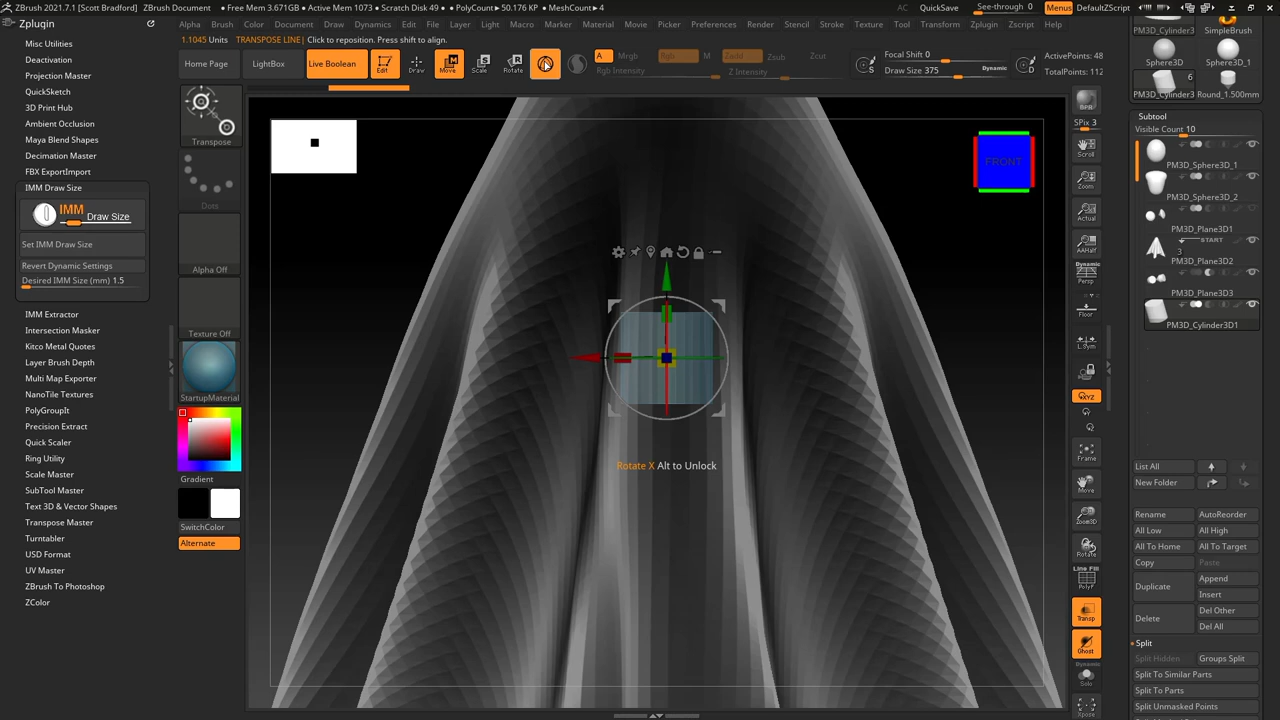 ZBrush 2021.7.1 [Scott Bradford] ZBrush Document • Free Mem 3.671GB • Active Mem 1073 • Scratch Disk 49 • PolyCount▸50.176 KP • MeshCount▸4 AC QuickSave See-through 0 Menus DefaultZScript
Zplugin
Alpha Brush Color Document Draw Dynamics Edit File Layer Light Macro Marker Material Movie Picker Preferences Render Stencil Stroke Texture Tool Transform Zplugin Zscript Help
1.1045 Units TRANSPOSE LINE| Click to reposition. Press shift to align.
Home Page LightBox Live Boolean Edit Draw Move Scale Rotate
A Mrgb Rgb M Zadd Zsub Zcut
Rgb Intensity Z Intensity
Focal Shift 0
Draw Size 375 Dynamic
ActivePoints: 48
TotalPoints: 112
Misc Utilities
Deactivation
Projection Master
QuickSketch
3D Print Hub
Ambient Occlusion
Maya Blend Shapes
Decimation Master
FBX ExportImport
IMM Draw Size
IMM Draw Size
Set IMM Draw Size
Revert Dynamic Settings
Desired IMM Size (mm) 1.5
IMM Extractor
Intersection Masker
Kitco Metal Quotes
Layer Brush Depth
Multi Map Exporter
NanoTile Textures
PolyGroupIt
Precision Extract
Quick Scaler
Ring Utility
Scale Master
SubTool Master
Text 3D & Vector Shapes
Transpose Master
Turntabler
USD Format
UV Master
ZBrush To Photoshop
ZColor
Transpose
Dots
Alpha Off
Texture Off
StartupMaterial
Gradient
SwitchColor
Alternate
FRONT
Rotate X Alt to Unlock
BPR
SPix 3
Scroll
Zoom
Actual
AAHalf
Dynamic
Persp
Floor
L.Sym
XYZ
Frame
Move
Zoom3D
Rotate
Line Fill
PolyF
Transp
Ghost
Dynamic
Solo
Xpose
PM3D_Cylinder3 SimpleBrush
Sphere3D Sphere3D_1
6
PM3D_Cylinder3 Round_1.500mm
Subtool
Visible Count 10
PM3D_Sphere3D_1
PM3D_Sphere3D_2
PM3D_Plane3D1
START
3
PM3D_Plane3D2
PM3D_Plane3D3
PM3D_Cylinder3D1
List All
New Folder
Rename AutoReorder
All Low All High
All To Home All To Target
Copy Paste
Duplicate Append
Insert
Delete Del Other
Del All
Split
Split Hidden Groups Split
Split To Similar Parts
Split To Parts
Split Unmasked Points